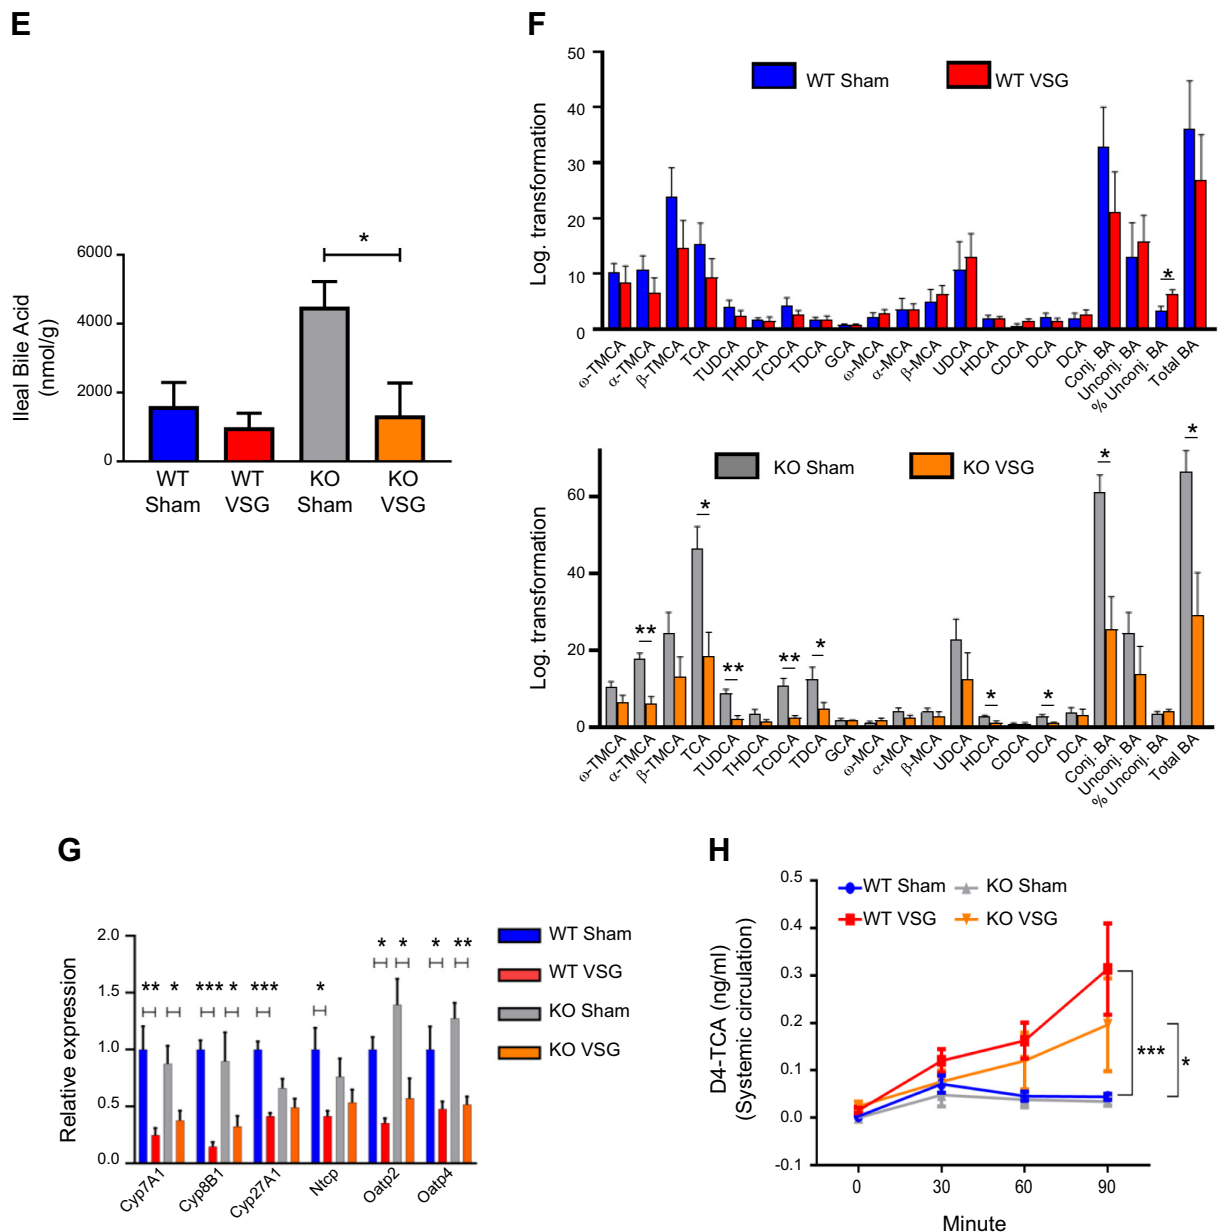 E
6000
4000
2000
0
Ileal Bile Acid
(nmol/g)
*
WT
Sham
WT
VSG
KO
Sham
KO
VSG
F
50
40
30
20
10
0
Log. transformation
WT Sham
WT VSG
*
ω-TMCA
α-TMCA
β-TMCA
TCA
TUDCA
THDCA
TCDCA
TDCA
GCA
ω-MCA
α-MCA
β-MCA
UDCA
HDCA
CDCA
DCA
DCA
Conj. BA
Unconj. BA
% Unconj. BA
Total BA
60
40
20
0
Log. transformation
KO Sham
KO VSG
**
*
**
**
*
*
*
*
*
ω-TMCA
α-TMCA
β-TMCA
TCA
TUDCA
THDCA
TCDCA
TDCA
GCA
ω-MCA
α-MCA
β-MCA
UDCA
HDCA
CDCA
DCA
DCA
Conj. BA
Unconj. BA
% Unconj. BA
Total BA
G
2.0
1.5
1.0
0.5
0.0
Relative expression
** * *** * *** * * * * **
Cyp7A1
Cyp8B1
Cyp27A1
Ntcp
Oatp2
Oatp4
WT Sham
WT VSG
KO Sham
KO VSG
H
0.5
0.4
0.3
0.2
0.1
0.0
-0.1
D4-TCA (ng/ml)
(Systemic circulation)
WT Sham
KO Sham
WT VSG
KO VSG
***
*
0
30
60
90
Minute